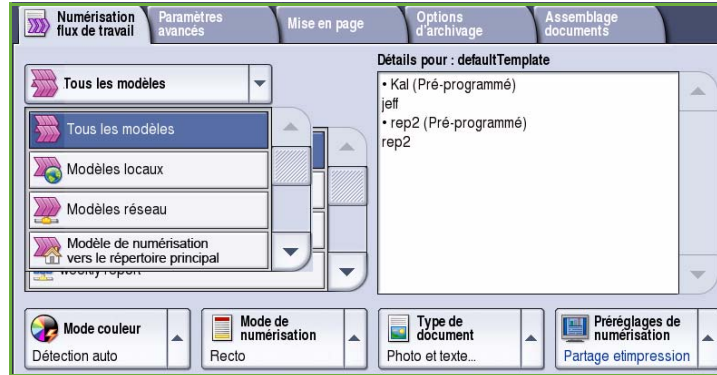 Numérisation
flux de travail
Paramètres
avancés
Mise en page
Options
d'archivage
Assemblage
documents
Tous les modèles
Tous les modèles
Modèles locaux
Modèles réseau
Modèle de numérisation
vers le répertoire principal
weekly report
Détails pour : defaultTemplate
• Kal (Pré-programmé)
jeff
• rep2 (Pré-programmé)
rep2
Mode couleur
Détection auto
Mode de
numérisation
Recto
Type de
document
Photo et texte...
Préréglages de
numérisation
Partage etimpression